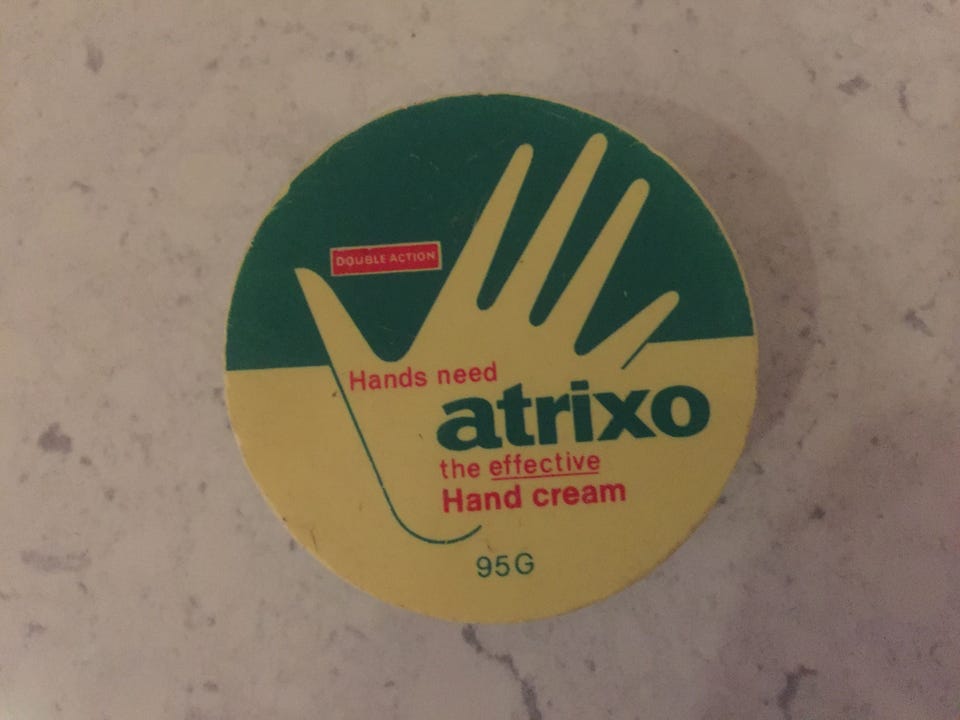 DOUBLE ACTION
Hands need
atrixo
the effective
Hand cream
95G